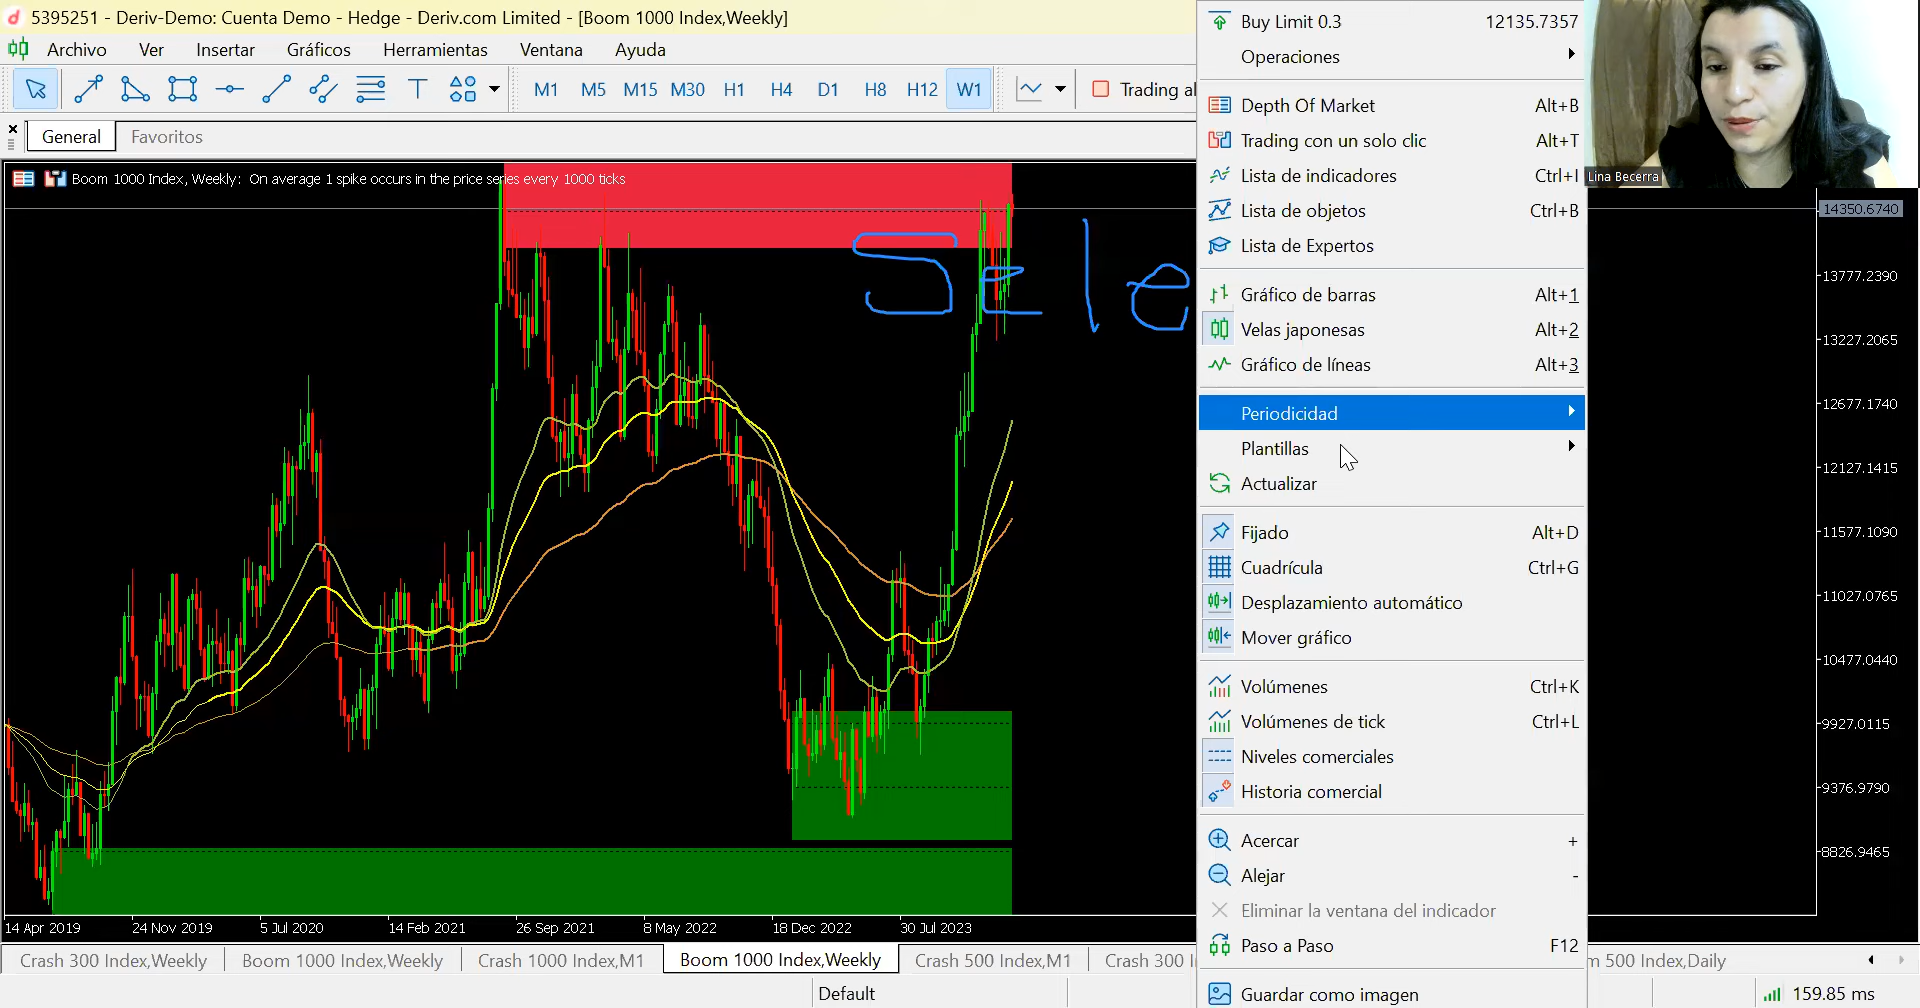 5395251 - Deriv-Demo: Cuenta Demo - Hedge - Deriv.com Limited - [Boom 1000 Index,Weekly]
Archivo Ver Insertar Gráficos Herramientas Ventana Ayuda
M1 M5 M15 M30 H1 H4 D1 H8 H12 W1 Trading al
General Favoritos
Boom 1000 Index, Weekly: On average 1 spike occurs in the price series every 1000 ticks
Sele
Buy Limit 0.3 12135.7357
Operaciones
Depth Of Market Alt+B
Trading con un solo clic Alt+T
Lista de indicadores Ctrl+I
Lista de objetos Ctrl+B
Lista de Expertos
Gráfico de barras Alt+1
Velas japonesas Alt+2
Gráfico de líneas Alt+3
Periodicidad
Plantillas
Actualizar
Fijado Alt+D
Cuadrícula Ctrl+G
Desplazamiento automático
Mover gráfico
Volúmenes Ctrl+K
Volúmenes de tick Ctrl+L
Niveles comerciales
Historia comercial
Acercar +
Alejar -
Eliminar la ventana del indicador
Paso a Paso F12
Guardar como imagen
Lina Becerra
14350.6740
13777.2390
13227.2065
12677.1740
12127.1415
11577.1090
11027.0765
10477.0440
9927.0115
9376.9790
8826.9465
14 Apr 2019 24 Nov 2019 5 Jul 2020 14 Feb 2021 26 Sep 2021 8 May 2022 18 Dec 2022 30 Jul 2023
Crash 300 Index,Weekly Boom 1000 Index,Weekly Crash 1000 Index,M1 Boom 1000 Index,Weekly Crash 500 Index,M1 Crash 300 I m 500 Index,Daily
Default 159.85 ms